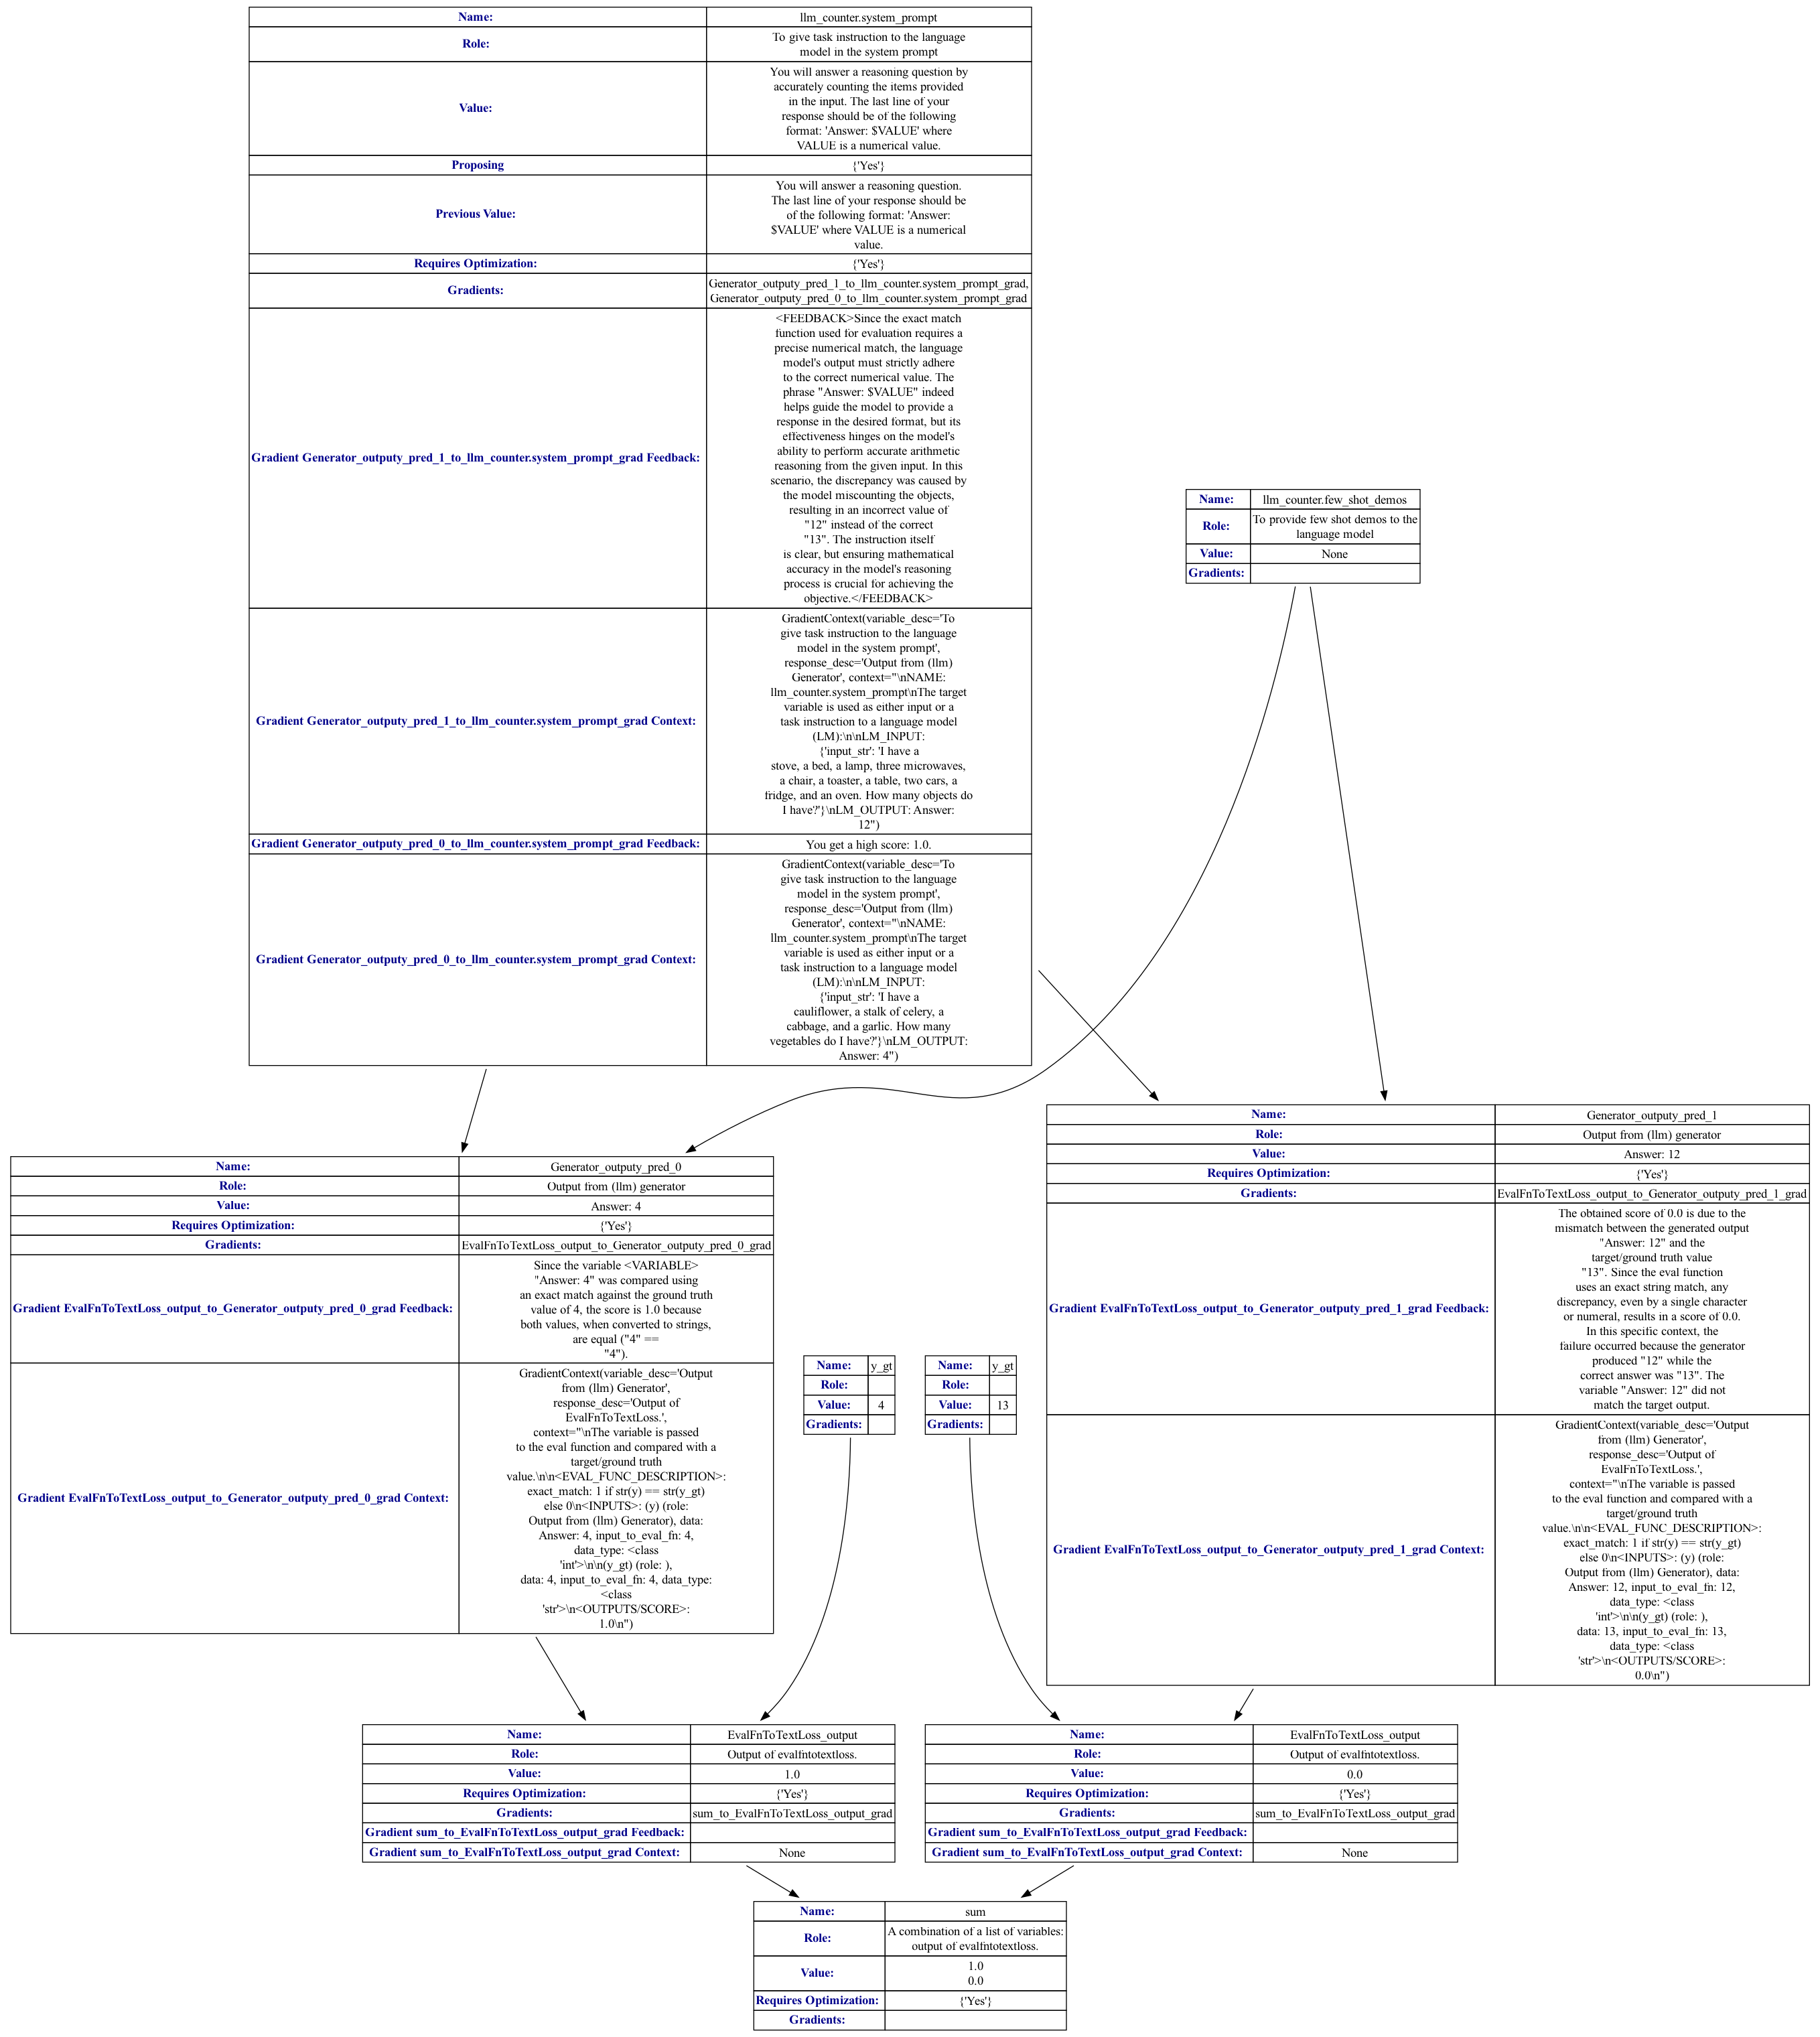 Name: llm_counter.system_prompt
Role: To give task instruction to the language
model in the system prompt
Value: You will answer a reasoning question by
accurately counting the items provided
in the input. The last line of your
response should be of the following
format: 'Answer: $VALUE' where
VALUE is a numerical value.
Proposing {'Yes'}
Previous Value: You will answer a reasoning question.
The last line of your response should be
of the following format: 'Answer:
$VALUE' where VALUE is a numerical
value.
Requires Optimization: {'Yes'}
Gradients: Generator_outputy_pred_1_to_llm_counter.system_prompt_grad,
Generator_outputy_pred_0_to_llm_counter.system_prompt_grad
Gradient Generator_outputy_pred_1_to_llm_counter.system_prompt_grad Feedback: <FEEDBACK>Since the exact match
function used for evaluation requires a
precise numerical match, the language
model's output must strictly adhere
to the correct numerical value. The
phrase "Answer: $VALUE" indeed
helps guide the model to provide a
response in the desired format, but its
effectiveness hinges on the model's
ability to perform accurate arithmetic
reasoning from the given input. In this
scenario, the discrepancy was caused by
the model miscounting the objects,
resulting in an incorrect value of
"12" instead of the correct
"13". The instruction itself
is clear, but ensuring mathematical
accuracy in the model's reasoning
process is crucial for achieving the
objective.</FEEDBACK>
Gradient Generator_outputy_pred_1_to_llm_counter.system_prompt_grad Context: GradientContext(variable_desc='To
give task instruction to the language
model in the system prompt',
response_desc='Output from (llm)
Generator', context="\nNAME:
llm_counter.system_prompt\nThe target
variable is used as either input or a
task instruction to a language model
(LM):\n\nLM_INPUT:
{'input_str': 'I have a
stove, a bed, a lamp, three microwaves,
a chair, a toaster, a table, two cars, a
fridge, and an oven. How many objects do
I have?'}\nLM_OUTPUT: Answer:
12")
Gradient Generator_outputy_pred_0_to_llm_counter.system_prompt_grad Feedback: You get a high score: 1.0.
Gradient Generator_outputy_pred_0_to_llm_counter.system_prompt_grad Context: GradientContext(variable_desc='To
give task instruction to the language
model in the system prompt',
response_desc='Output from (llm)
Generator', context="\nNAME:
llm_counter.system_prompt\nThe target
variable is used as either input or a
task instruction to a language model
(LM):\n\nLM_INPUT:
{'input_str': 'I have a
cauliflower, a stalk of celery, a
cabbage, and a garlic. How many
vegetables do I have?'}\nLM_OUTPUT:
Answer: 4")
Name: llm_counter.few_shot_demos
Role: To provide few shot demos to the
language model
Value: None
Gradients:
Name: Generator_outputy_pred_0
Role: Output from (llm) generator
Value: Answer: 4
Requires Optimization: {'Yes'}
Gradients: EvalFnToTextLoss_output_to_Generator_outputy_pred_0_grad
Gradient EvalFnToTextLoss_output_to_Generator_outputy_pred_0_grad Feedback: Since the variable <VARIABLE>
"Answer: 4" was compared using
an exact match against the ground truth
value of 4, the score is 1.0 because
both values, when converted to strings,
are equal ("4" ==
"4").
Gradient EvalFnToTextLoss_output_to_Generator_outputy_pred_0_grad Context: GradientContext(variable_desc='Output
from (llm) Generator',
response_desc='Output of
EvalFnToTextLoss.',
context="\nThe variable is passed
to the eval function and compared with a
target/ground truth
value.\n\n<EVAL_FUNC_DESCRIPTION>:
exact_match: 1 if str(y) == str(y_gt)
else 0\n<INPUTS>: (y) (role:
Output from (llm) Generator), data:
Answer: 4, input_to_eval_fn: 4,
data_type: <class
'int'>\n\n(y_gt) (role: ),
data: 4, input_to_eval_fn: 4, data_type:
<class
'str'>\n<OUTPUTS/SCORE>:
1.0\n")
Name: y_gt
Role:
Value: 4
Gradients:
Name: y_gt
Role:
Value: 13
Gradients:
Name: Generator_outputy_pred_1
Role: Output from (llm) generator
Value: Answer: 12
Requires Optimization: {'Yes'}
Gradients: EvalFnToTextLoss_output_to_Generator_outputy_pred_1_grad
Gradient EvalFnToTextLoss_output_to_Generator_outputy_pred_1_grad Feedback: The obtained score of 0.0 is due to the
mismatch between the generated output
"Answer: 12" and the
target/ground truth value
"13". Since the eval function
uses an exact string match, any
discrepancy, even by a single character
or numeral, results in a score of 0.0.
In this specific context, the
failure occurred because the generator
produced "12" while the
correct answer was "13". The
variable "Answer: 12" did not
match the target output.
Gradient EvalFnToTextLoss_output_to_Generator_outputy_pred_1_grad Context: GradientContext(variable_desc='Output
from (llm) Generator',
response_desc='Output of
EvalFnToTextLoss.',
context="\nThe variable is passed
to the eval function and compared with a
target/ground truth
value.\n\n<EVAL_FUNC_DESCRIPTION>:
exact_match: 1 if str(y) == str(y_gt)
else 0\n<INPUTS>: (y) (role:
Output from (llm) Generator), data:
Answer: 12, input_to_eval_fn: 12,
data_type: <class
'int'>\n\n(y_gt) (role: ),
data: 13, input_to_eval_fn: 13,
data_type: <class
'str'>\n<OUTPUTS/SCORE>:
0.0\n")
Name: EvalFnToTextLoss_output
Role: Output of evalfntotextloss.
Value: 1.0
Requires Optimization: {'Yes'}
Gradients: sum_to_EvalFnToTextLoss_output_grad
Gradient sum_to_EvalFnToTextLoss_output_grad Feedback:
Gradient sum_to_EvalFnToTextLoss_output_grad Context: None
Name: EvalFnToTextLoss_output
Role: Output of evalfntotextloss.
Value: 0.0
Requires Optimization: {'Yes'}
Gradients: sum_to_EvalFnToTextLoss_output_grad
Gradient sum_to_EvalFnToTextLoss_output_grad Feedback:
Gradient sum_to_EvalFnToTextLoss_output_grad Context: None
Name: sum
Role: A combination of a list of variables:
output of evalfntotextloss.
Value: 1.0
0.0
Requires Optimization: {'Yes'}
Gradients: